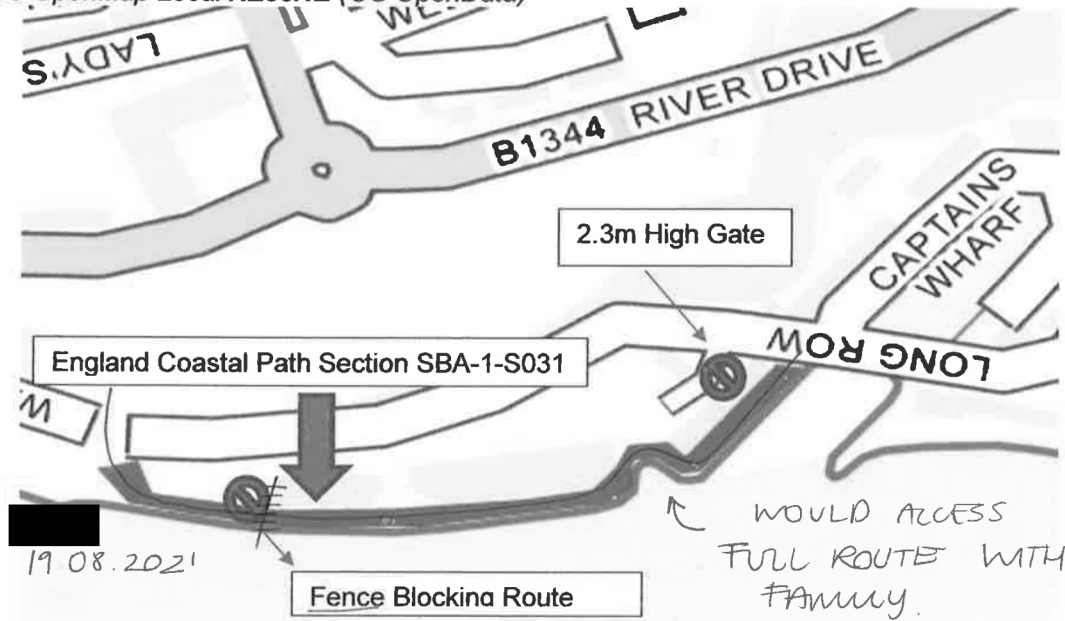 LADY'S
B1344 RIVER DRIVE
2.3m High Gate
CAPTAINS
WHARF
LONG ROW
England Coastal Path Section SBA-1-S031
19.08.2021
WOULD ACCESS
FULL ROUTE WITH
FAMILY.
Fence Blocking Route